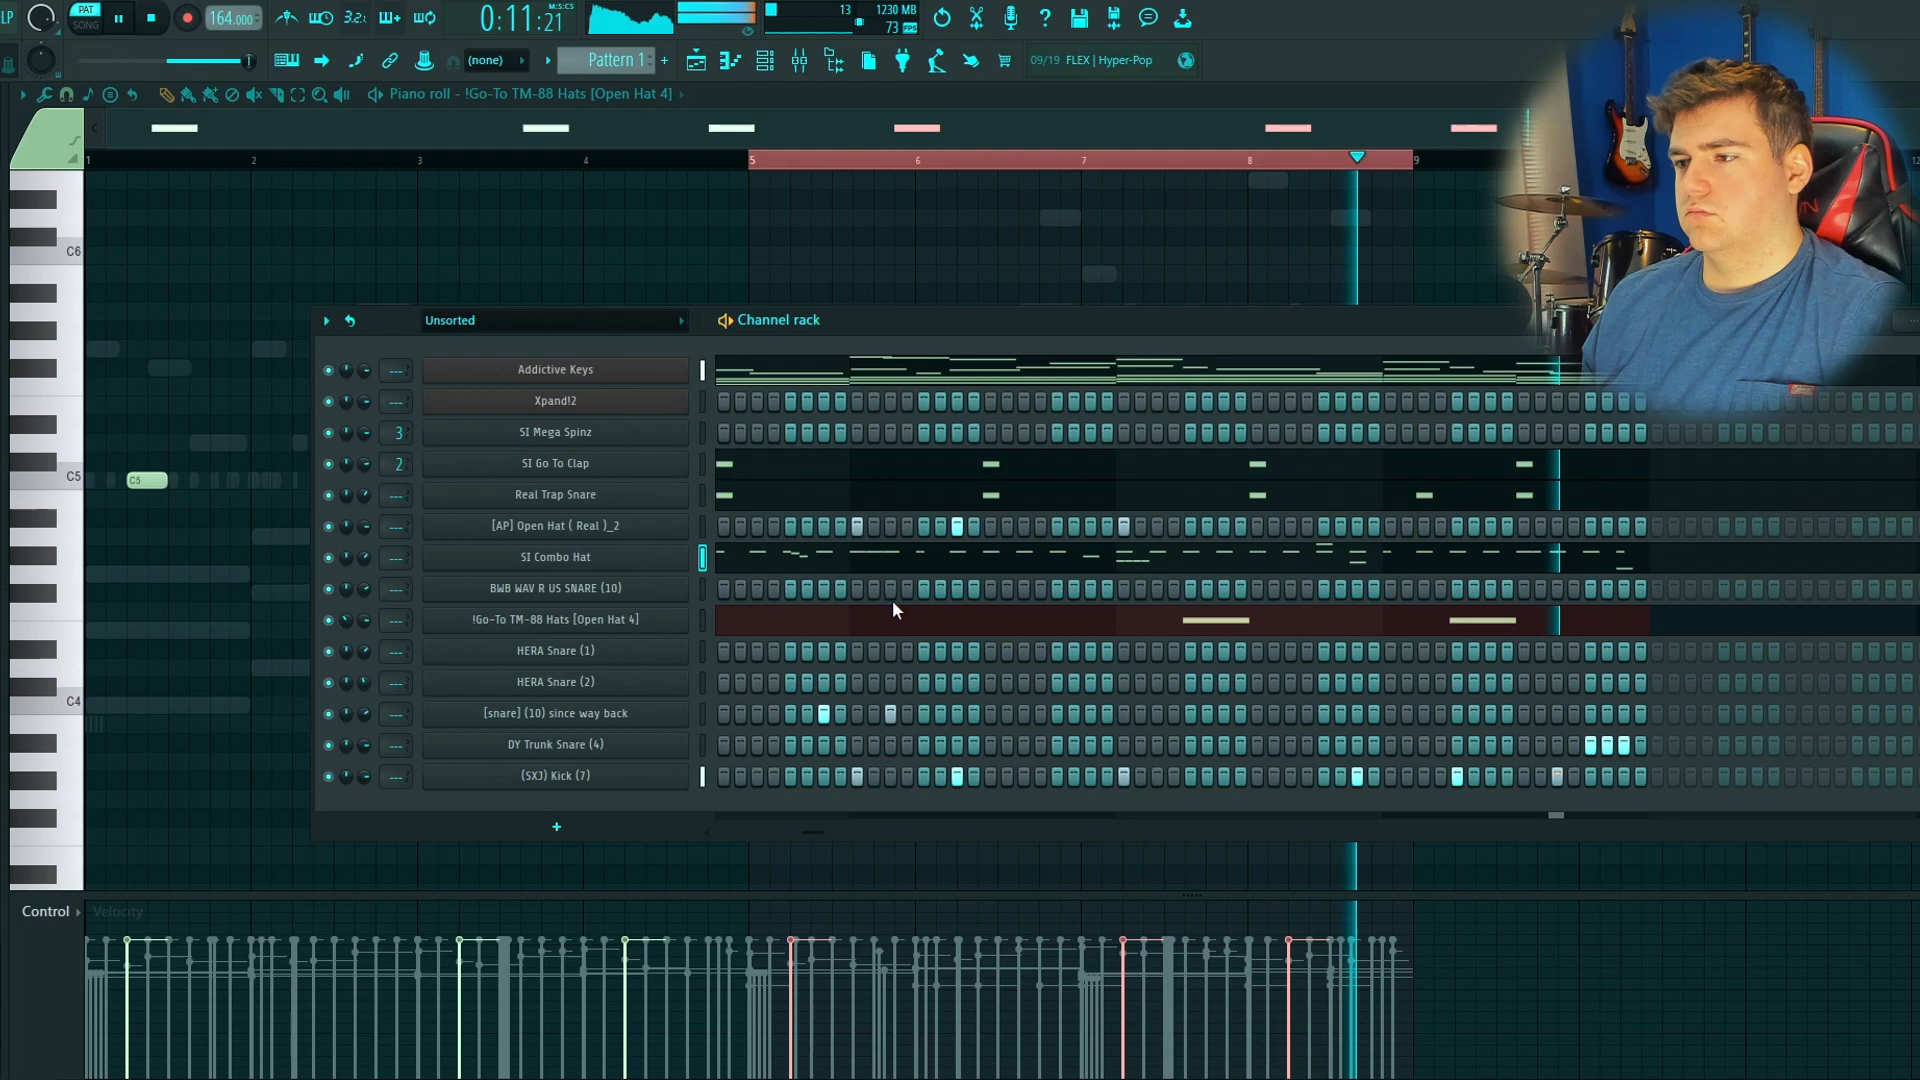 LP
PAT
SONG
164.000
3.2:
0:11:21
M:S:CS
13
1230 MB
73
(none)
Pattern 1
+
09/19 FLEX | Hyper-Pop
Piano roll - !Go-To TM-88 Hats [Open Hat 4]
1 2 3 4 5 6 7 8 9
C6
C5
C5
C4
Unsorted
Channel rack
Addictive Keys
Xpand!2
3 SI Mega Spinz
2 SI Go To Clap
Real Trap Snare
[AP] Open Hat ( Real )_2
SI Combo Hat
BWB WAV R US SNARE (10)
!Go-To TM-88 Hats [Open Hat 4]
HERA Snare (1)
HERA Snare (2)
[snare] (10) since way back
DY Trunk Snare (4)
(SXJ) Kick (7)
+
Control
Velocity